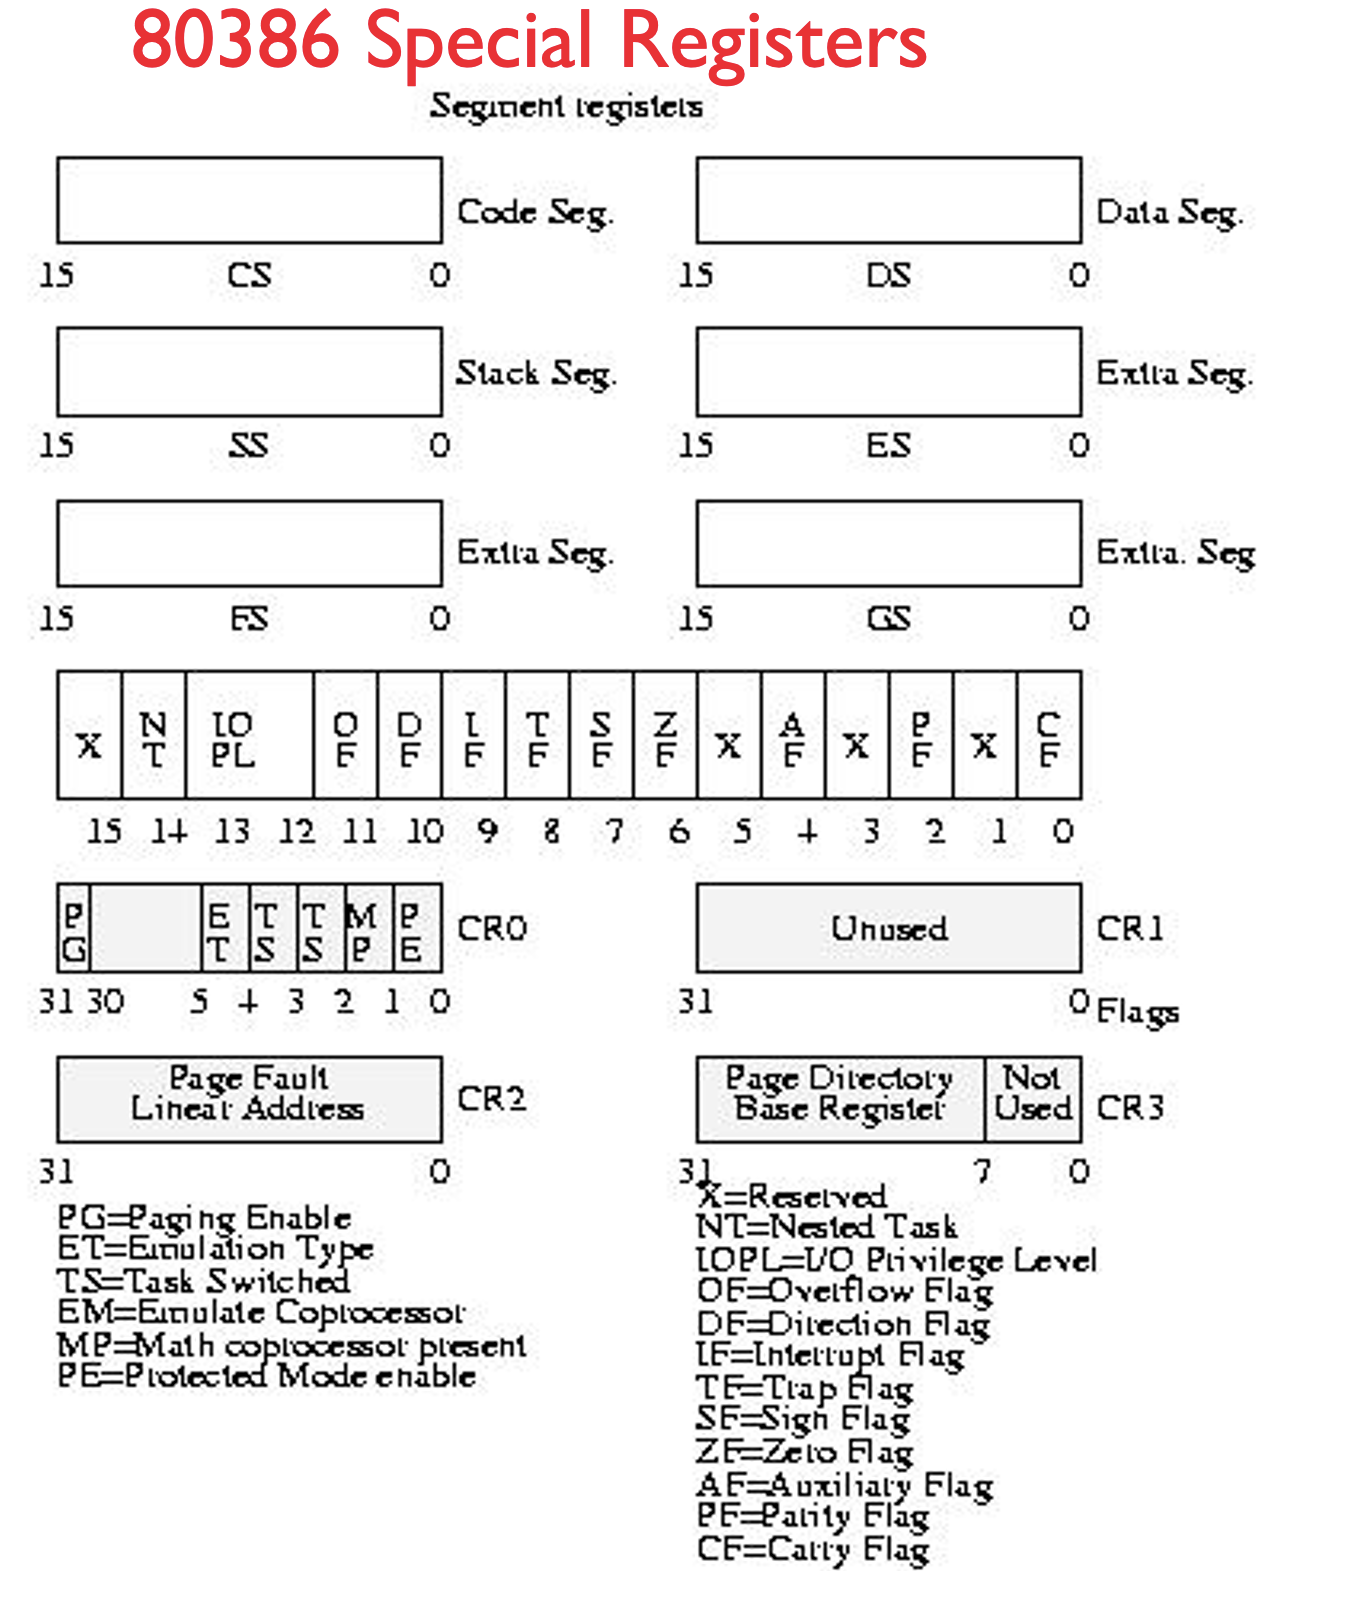 80386 Special Registers
Segment registers
Code Seg. Data Seg.
15 CS 0 15 DS 0
Stack Seg. Extra Seg.
15 SS 0 15 ES 0
Extra Seg. Extra. Seg
15 FS 0 15 GS 0
X NT IOPL OF DF IF TF SF ZF X AF X PF X CF
15 14 13 12 11 10 9 8 7 6 5 4 3 2 1 0
PG ET TS TS MP PE CR0 Unused CR1
31 30 5 4 3 2 1 0 31 0 Flags
Page Fault
Linear Address CR2
Page Directory
Base Register
Not
Used CR3
31 0 31 7 0
PG=Paging Enable
ET=Emulation Type
TS=Task Switched
EM=Emulate Coprocessor
MP=Math coprocessor present
PE=Protected Mode enable
X=Reserved
NT=Nested Task
IOPL=I/O Privilege Level
OF=Overflow Flag
DF=Direction Flag
IF=Interrupt Flag
TF=Trap Flag
SF=Sign Flag
ZF=Zero Flag
AF=Auxiliary Flag
PF=Parity Flag
CF=Carry Flag